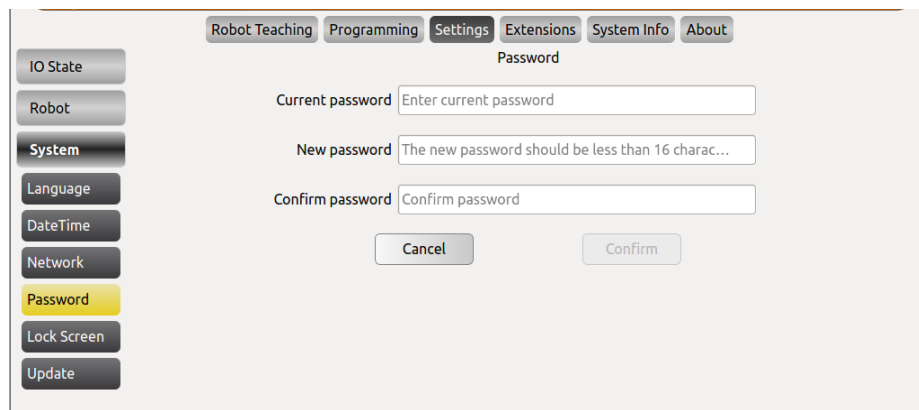 Robot Teaching Programming Settings Extensions System Info About
Password
IO State
Robot
System
Language
DateTime
Network
Password
Lock Screen
Update
Current password Enter current password
New password The new password should be less than 16 charac...
Confirm password Confirm password
Cancel Confirm